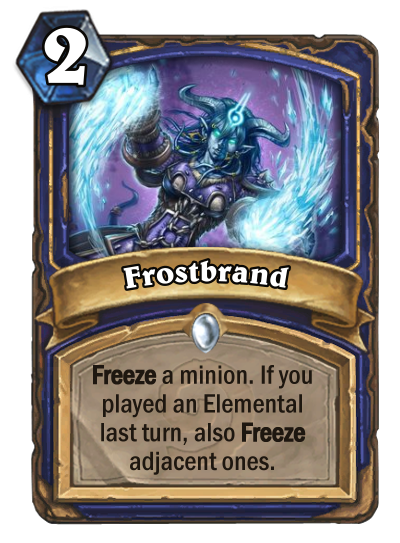 2
Frostbrand
Freeze a minion. If you
played an Elemental
last turn, also Freeze
adjacent ones.